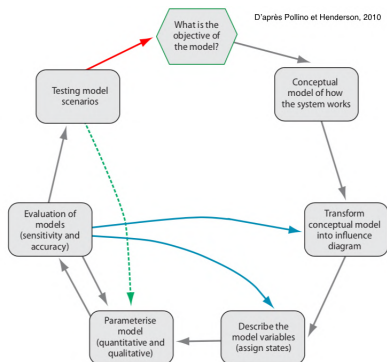 What is the
objective of
the model?
D'après Pollino et Henderson, 2010
Testing model
scenarios
Conceptual
model of how
the system works
Evaluation of
models
(sensitivity and
accuracy)
Transform
conceptual model
into influence
diagram
Parameterise
model
(quantitative and
qualitative)
Describe the
model variables
(assign states)